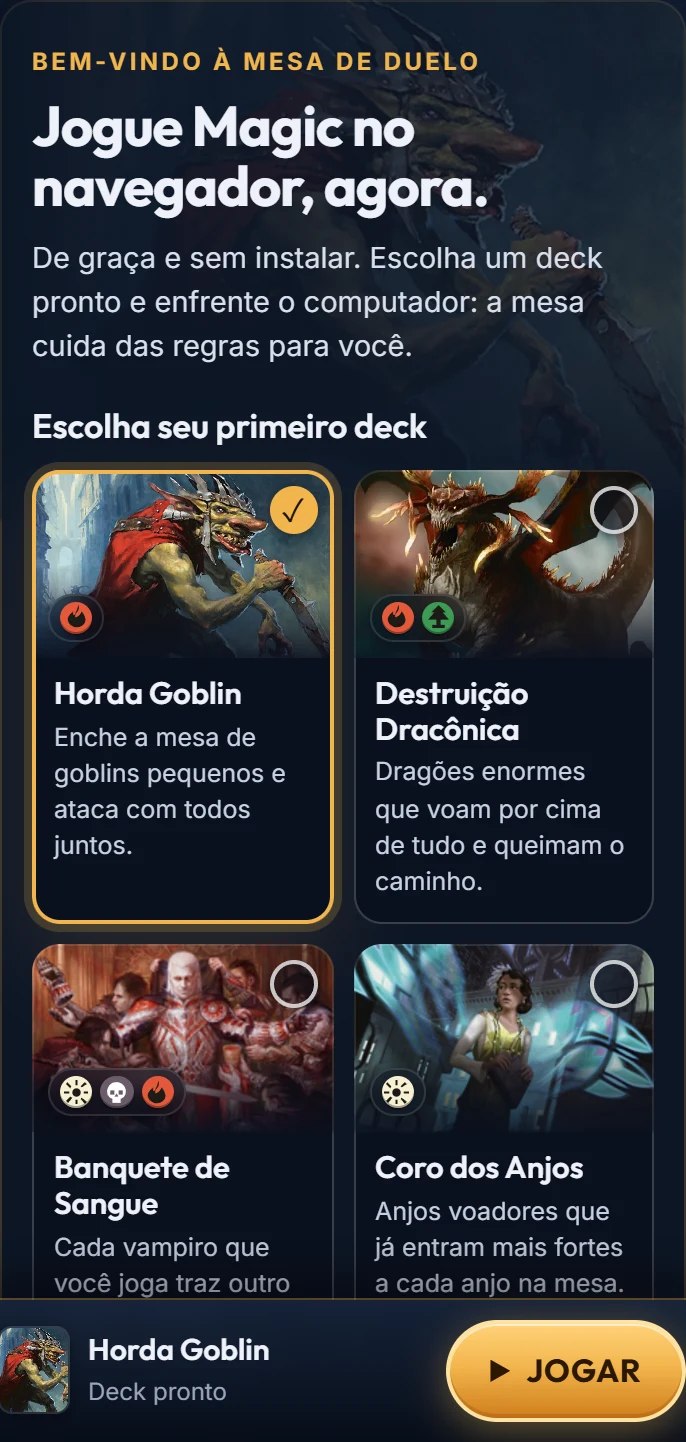 BEM-VINDO À MESA DE DUELO
Jogue Magic no
navegador, agora.
De graça e sem instalar. Escolha um deck
pronto e enfrente o computador: a mesa
cuida das regras para você.
Escolha seu primeiro deck
Horda Goblin
Enche a mesa de
goblins pequenos e
ataca com todos
juntos.
Destruição
Dracônica
Dragões enormes
que voam por cima
de tudo e queimam o
caminho.
Banquete de
Sangue
Cada vampiro que
você joga traz outro
Coro dos Anjos
Anjos voadores que
já entram mais fortes
a cada anjo na mesa.
Horda Goblin
Deck pronto
JOGAR